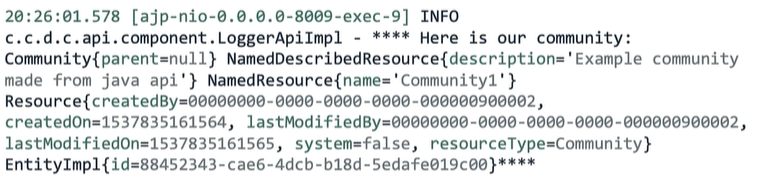 20:26:01.578 [ajp-nio-0.0.0.0-8009-exec-9] INFO
c.c.d.c.api.component.LoggerApiImpl - **** Here is our community:
Community{parent=null} NamedDescribedResource{description='Example community
made from java api'} NamedResource{name='Community1'}
Resource{createdBy=00000000-0000-0000-0000-000000900002,
createdOn=1537835161564, lastModifiedBy=00000000-0000-0000-0000-000000900002,
lastModifiedOn=1537835161565, system=false, resourceType=Community}
EntityImpl{id=88452343-cae6-4dcb-b18d-5edafe019c00}****